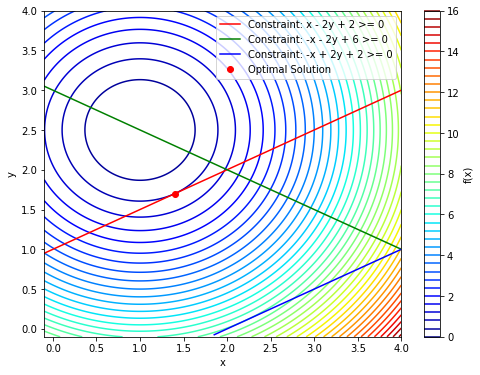 Constraint: x - 2y + 2 >= 0
Constraint: -x - 2y + 6 >= 0
Constraint: -x + 2y + 2 >= 0
Optimal Solution
4.0
3.5
3.0
2.5
2.0
1.5
1.0
0.5
0.0
y
0.0 0.5 1.0 1.5 2.0 2.5 3.0 3.5 4.0
x
16
14
12
10
8
6
4
2
0
f(x)